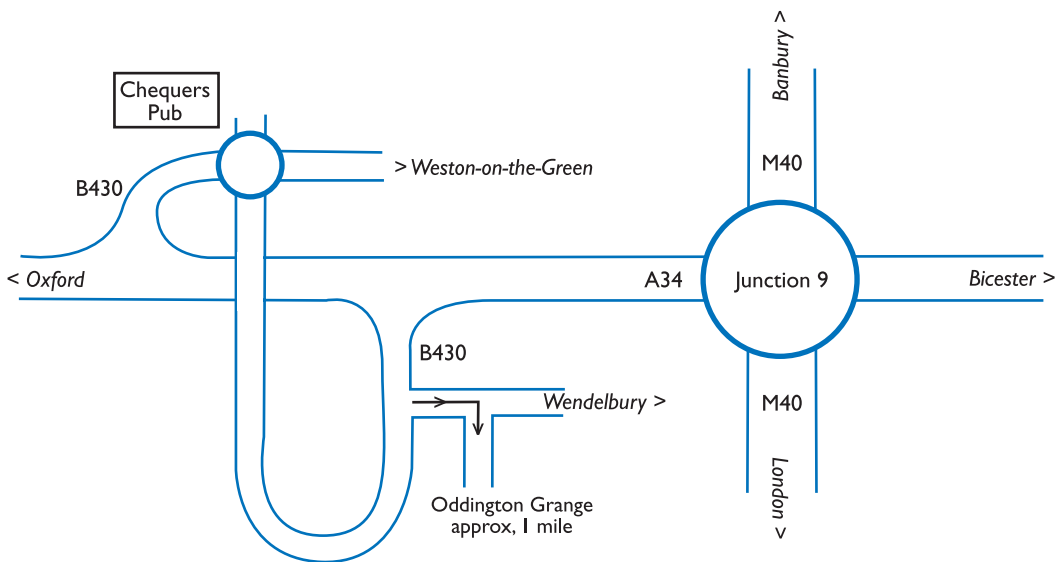 Banbury >
Chequers
Pub
M40
> Weston-on-the-Green
B430
< Oxford
A34
Junction 9
Bicester >
B430
Wendelbury >
M40
London >
Oddington Grange
approx, 1 mile